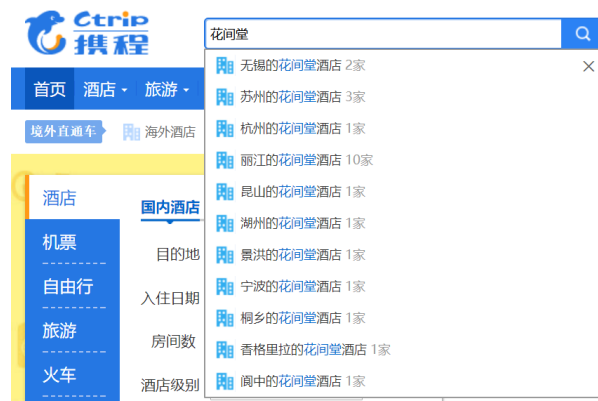 Ctrip
携程
花间堂
无锡的花间堂酒店 2家
苏州的花间堂酒店 3家
杭州的花间堂酒店 1家
丽江的花间堂酒店 10家
昆山的花间堂酒店 1家
湖州的花间堂酒店 1家
景洪的花间堂酒店 1家
宁波的花间堂酒店 1家
桐乡的花间堂酒店 1家
香格里拉的花间堂酒店 1家
阆中的花间堂酒店 1家
首页 酒店 旅游
境外直通车 海外酒店
酒店
机票
自由行
旅游
火车
国内酒店
目的地
入住日期
房间数
酒店级别